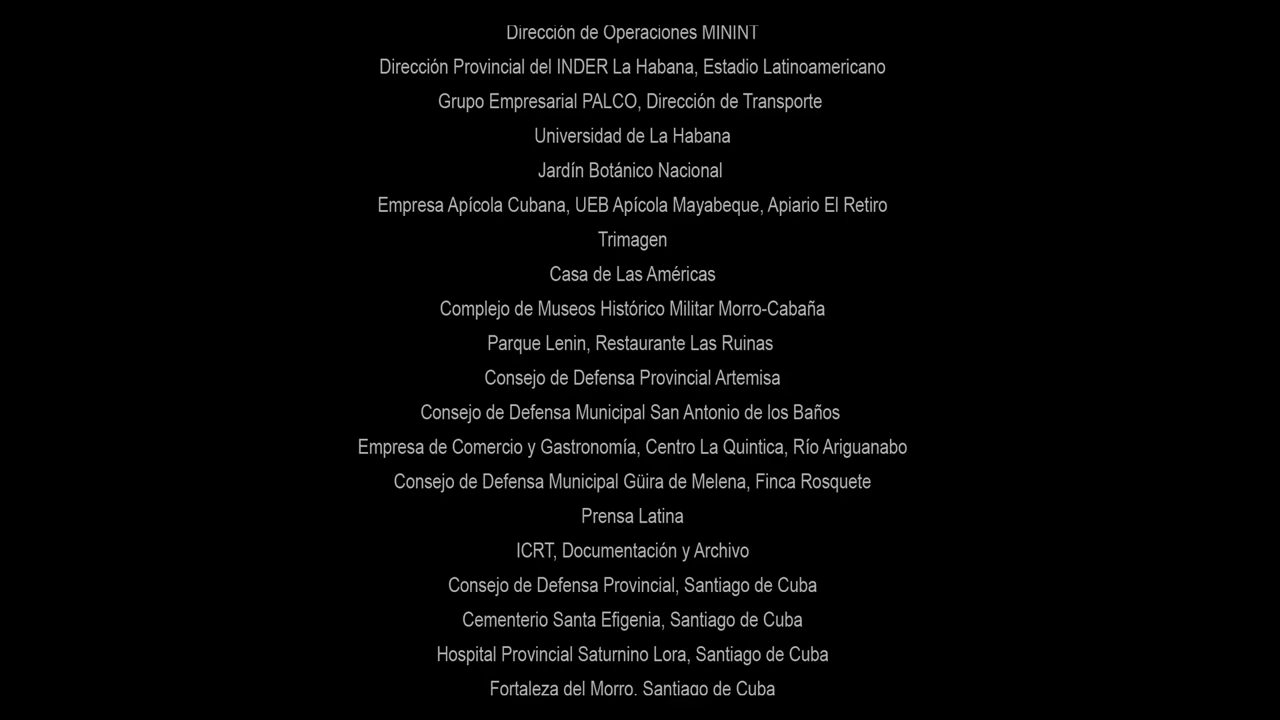 Dirección de Operaciones MININT
Dirección Provincial del INDER La Habana, Estadio Latinoamericano
Grupo Empresarial PALCO, Dirección de Transporte
Universidad de La Habana
Jardín Botánico Nacional
Empresa Apícola Cubana, UEB Apícola Mayabeque, Apiario El Retiro
Trimagen
Casa de Las Américas
Complejo de Museos Histórico Militar Morro-Cabaña
Parque Lenin, Restaurante Las Ruinas
Consejo de Defensa Provincial Artemisa
Consejo de Defensa Municipal San Antonio de los Baños
Empresa de Comercio y Gastronomía, Centro La Quintica, Río Ariguanabo
Consejo de Defensa Municipal Güira de Melena, Finca Rosquete
Prensa Latina
ICRT, Documentación y Archivo
Consejo de Defensa Provincial, Santiago de Cuba
Cementerio Santa Efigenia, Santiago de Cuba
Hospital Provincial Saturnino Lora, Santiago de Cuba
Fortaleza del Morro, Santiago de Cuba